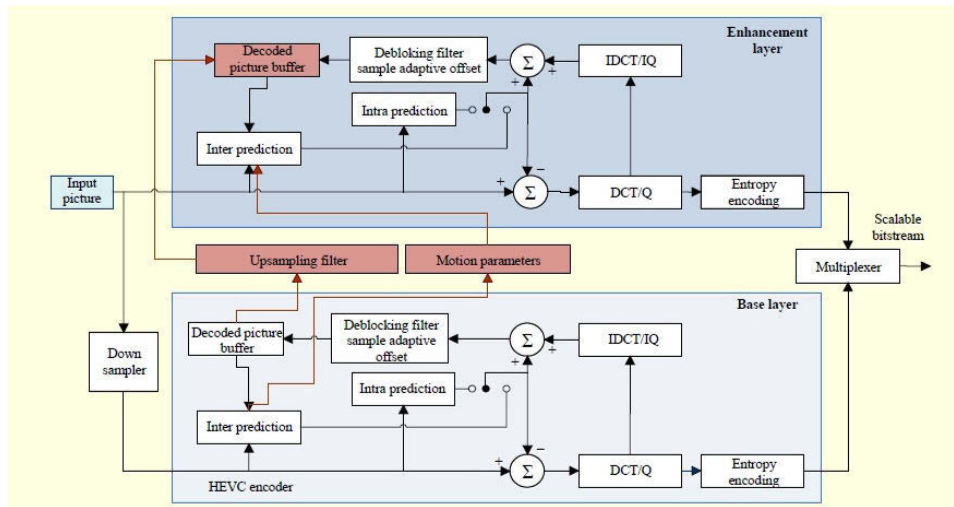 Enhancement
layer
Decoded
picture buffer
Debloking filter
sample adaptive offset
Σ
IDCT/IQ
+
+
Intra prediction
Inter prediction
Input
picture
+
−
Σ
DCT/Q
Entropy
encoding
Scalable
bitstream
Upsampling filter
Motion parameters
Multiplexer
Base layer
Decoded picture
buffer
Deblocking filter
sample adaptive
offset
Σ
IDCT/IQ
+
+
Down
sampler
Intra prediction
Inter prediction
+
−
Σ
DCT/Q
Entropy
encoding
HEVC encoder